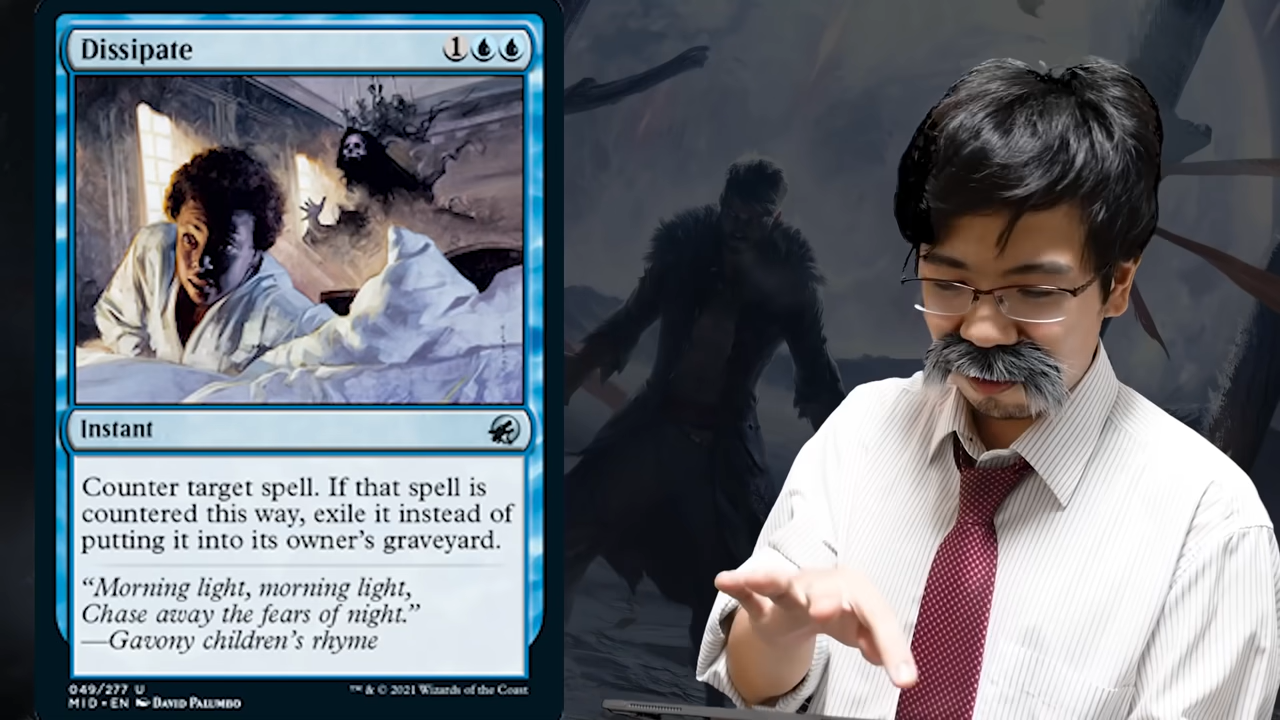 Dissipate 1
Instant
Counter target spell. If that spell is
countered this way, exile it instead of
putting it into its owner's graveyard.
“Morning light, morning light,
Chase away the fears of night.”
—Gavony children's rhyme
049/277 U
MID • EN DAVID PALUMBO
™ & © 2021 Wizards of the Coast